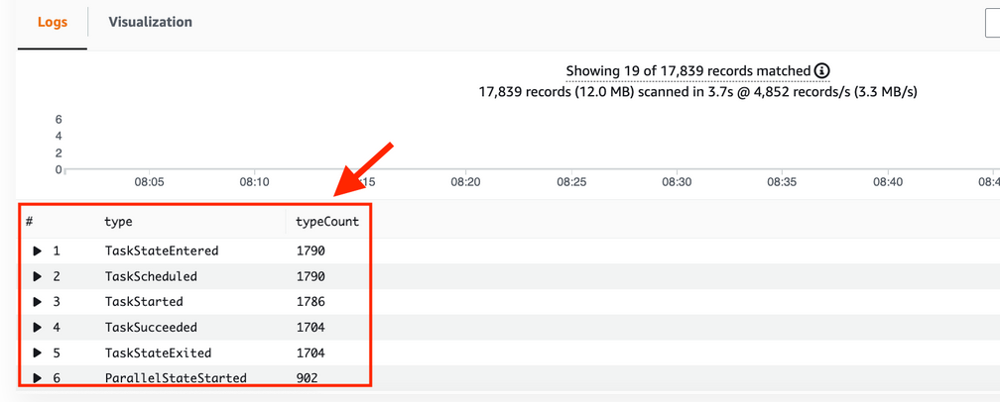 Logs Visualization
Showing 19 of 17,839 records matched
17,839 records (12.0 MB) scanned in 3.7s @ 4,852 records/s (3.3 MB/s)
6
4
2
0
08:05 08:10 :15 08:20 08:25 08:30 08:35 08:40 08:4
# type typeCount
1 TaskStateEntered 1790
2 TaskScheduled 1790
3 TaskStarted 1786
4 TaskSucceeded 1704
5 TaskStateExited 1704
6 ParallelStateStarted 902